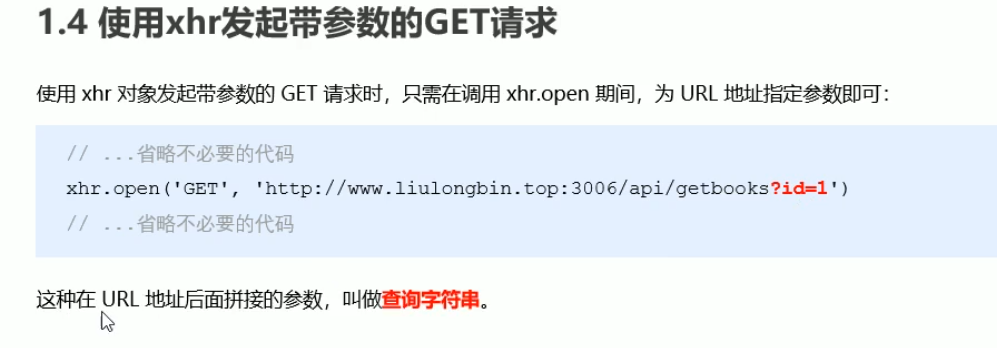 1.4 使用xhr发起带参数的GET请求
使用 xhr 对象发起带参数的 GET 请求时，只需在调用 xhr.open 期间，为 URL 地址指定参数即可：
// ...省略不必要的代码
xhr.open('GET', 'http://www.liulongbin.top:3006/api/getbooks?id=1')
// ...省略不必要的代码
这种在 URL 地址后面拼接的参数，叫做查询字符串。